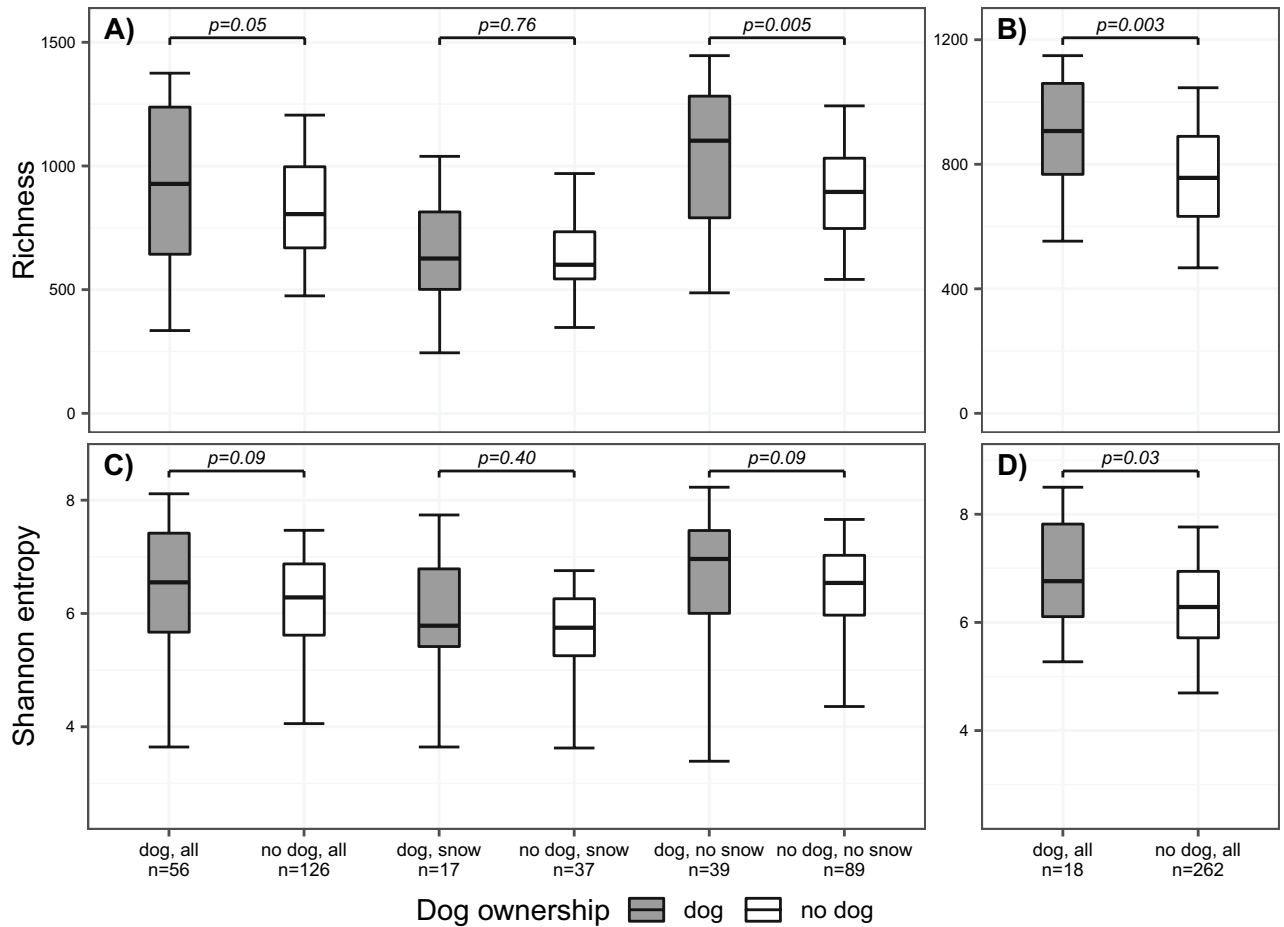 A)
p=0.05
p=0.76
p=0.005
B)
p=0.003
1500
1000
500
0
Richness
1200
800
400
0
C)
p=0.09
p=0.40
p=0.09
D)
p=0.03
8
6
4
Shannon entropy
8
6
4
dog, all
n=56
no dog, all
n=126
dog, snow
n=17
no dog, snow
n=37
dog, no snow
n=39
no dog, no snow
n=89
dog, all
n=18
no dog, all
n=262
Dog ownership dog no dog